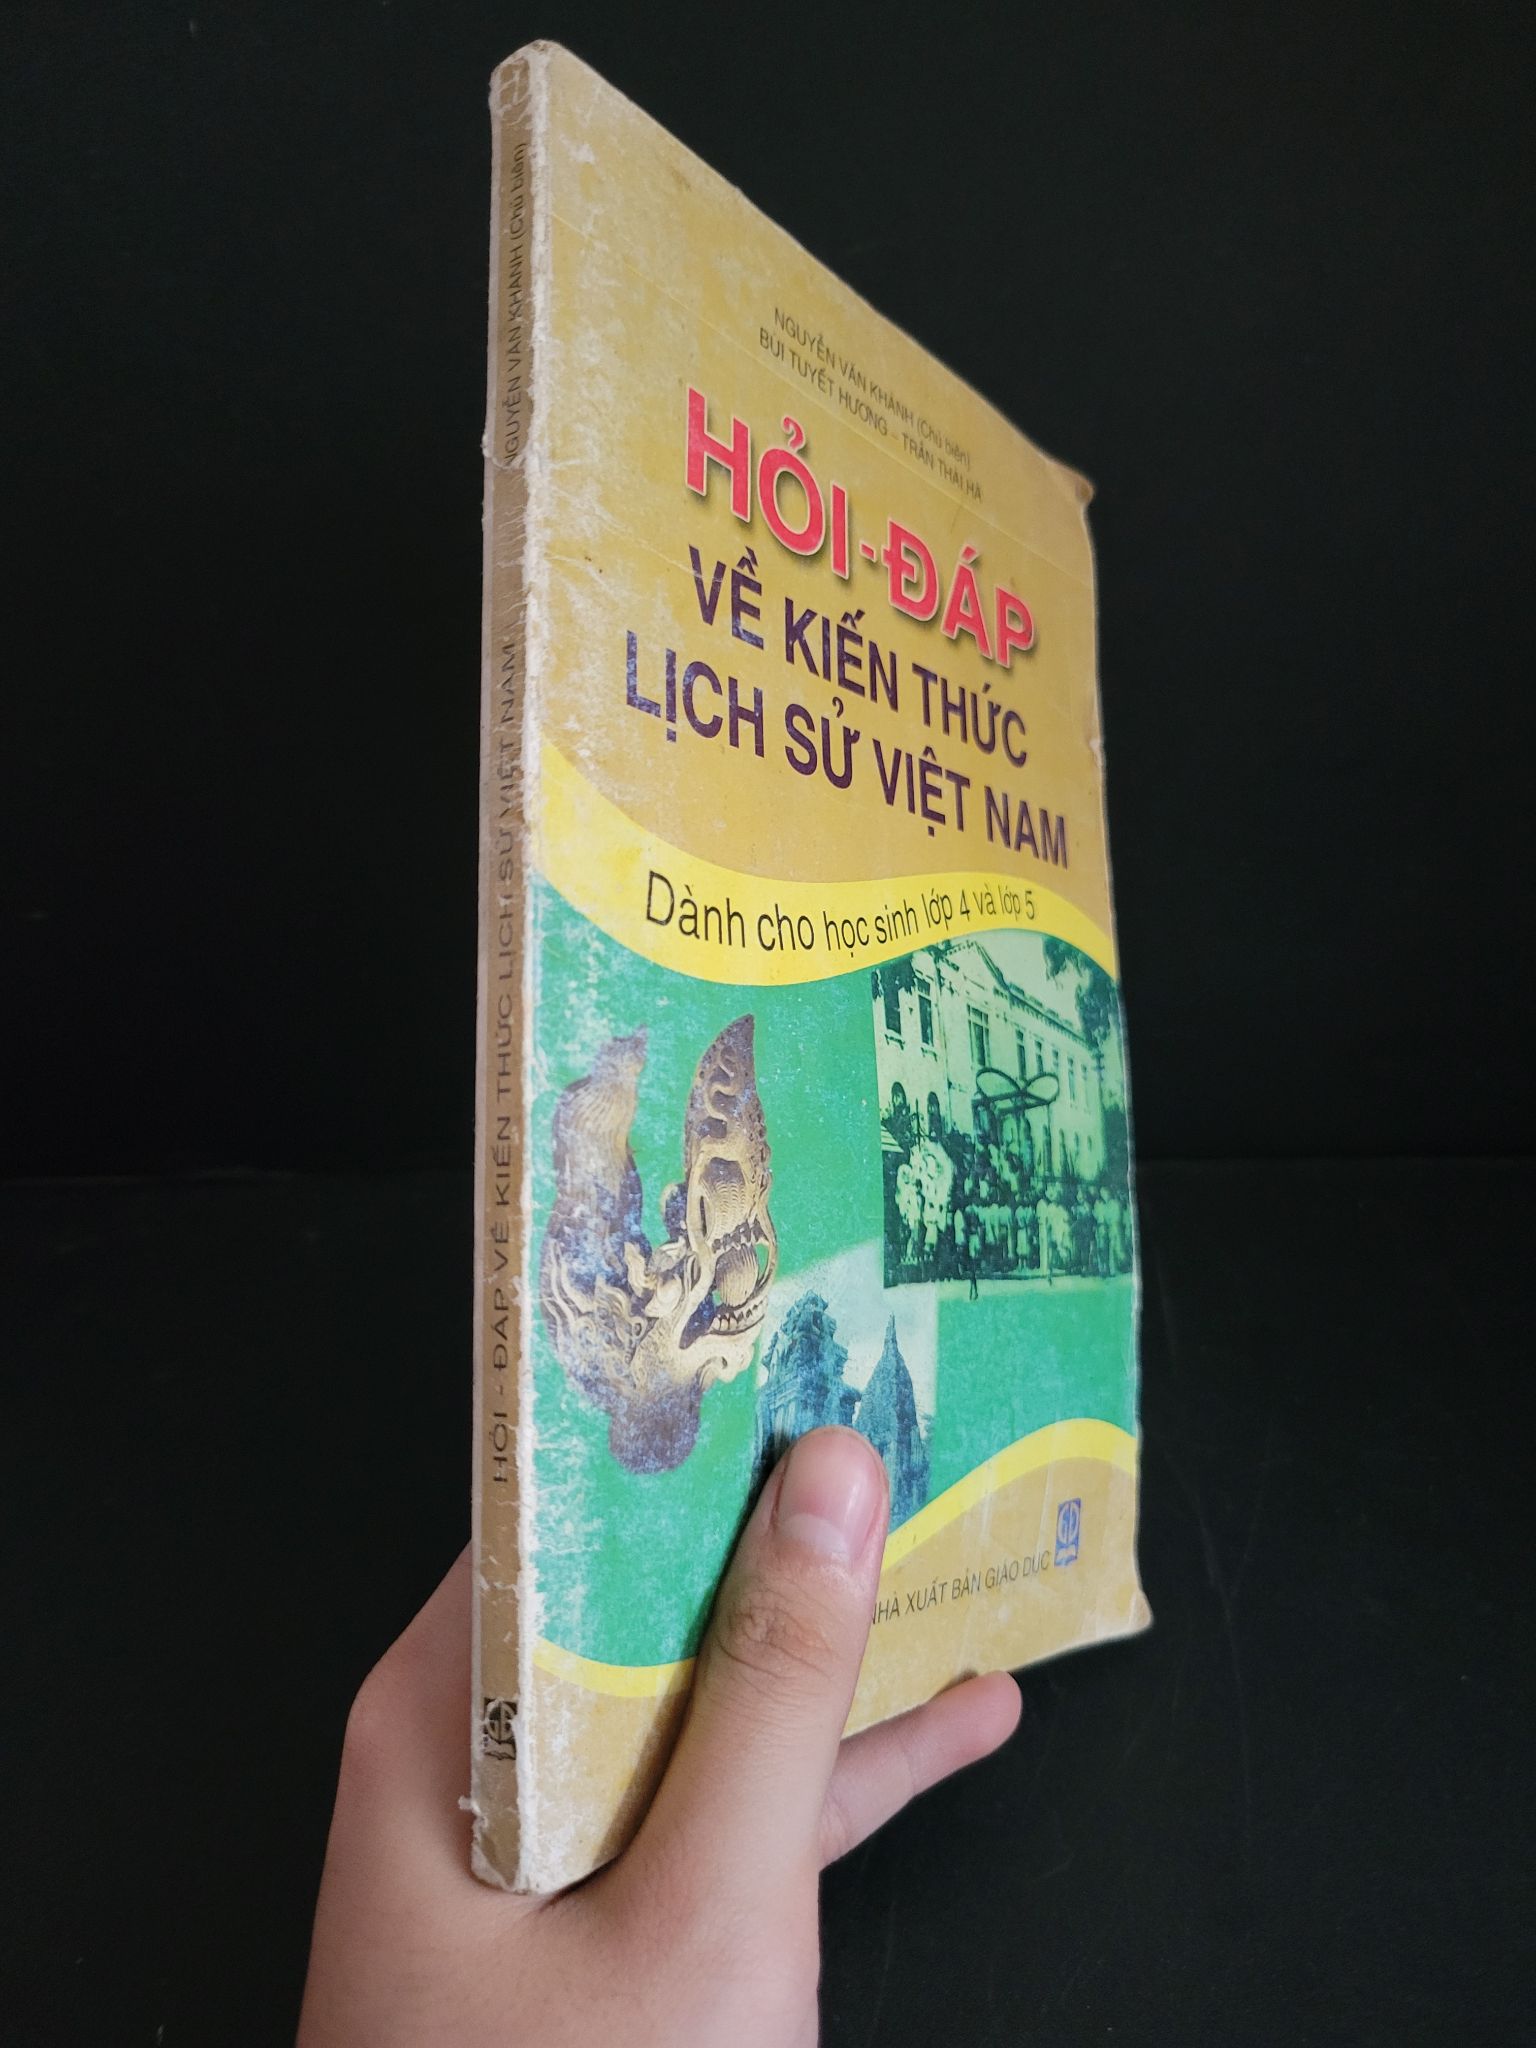 NGUYỄN VĂN KHÁNH (Chủ biên)
BÙI TUYẾT HƯƠNG – TRẦN THÁI HÀ
HỎI - ĐÁP
VỀ KIẾN THỨC
LỊCH SỬ VIỆT NAM
Dành cho học sinh lớp 4 và lớp 5
NHÀ XUẤT BẢN GIÁO DỤC
NGUYỄN VĂN KHÁNH (Chủ biên)
HỎI - ĐÁP VỀ KIẾN THỨC LỊCH SỬ VIỆT NAM